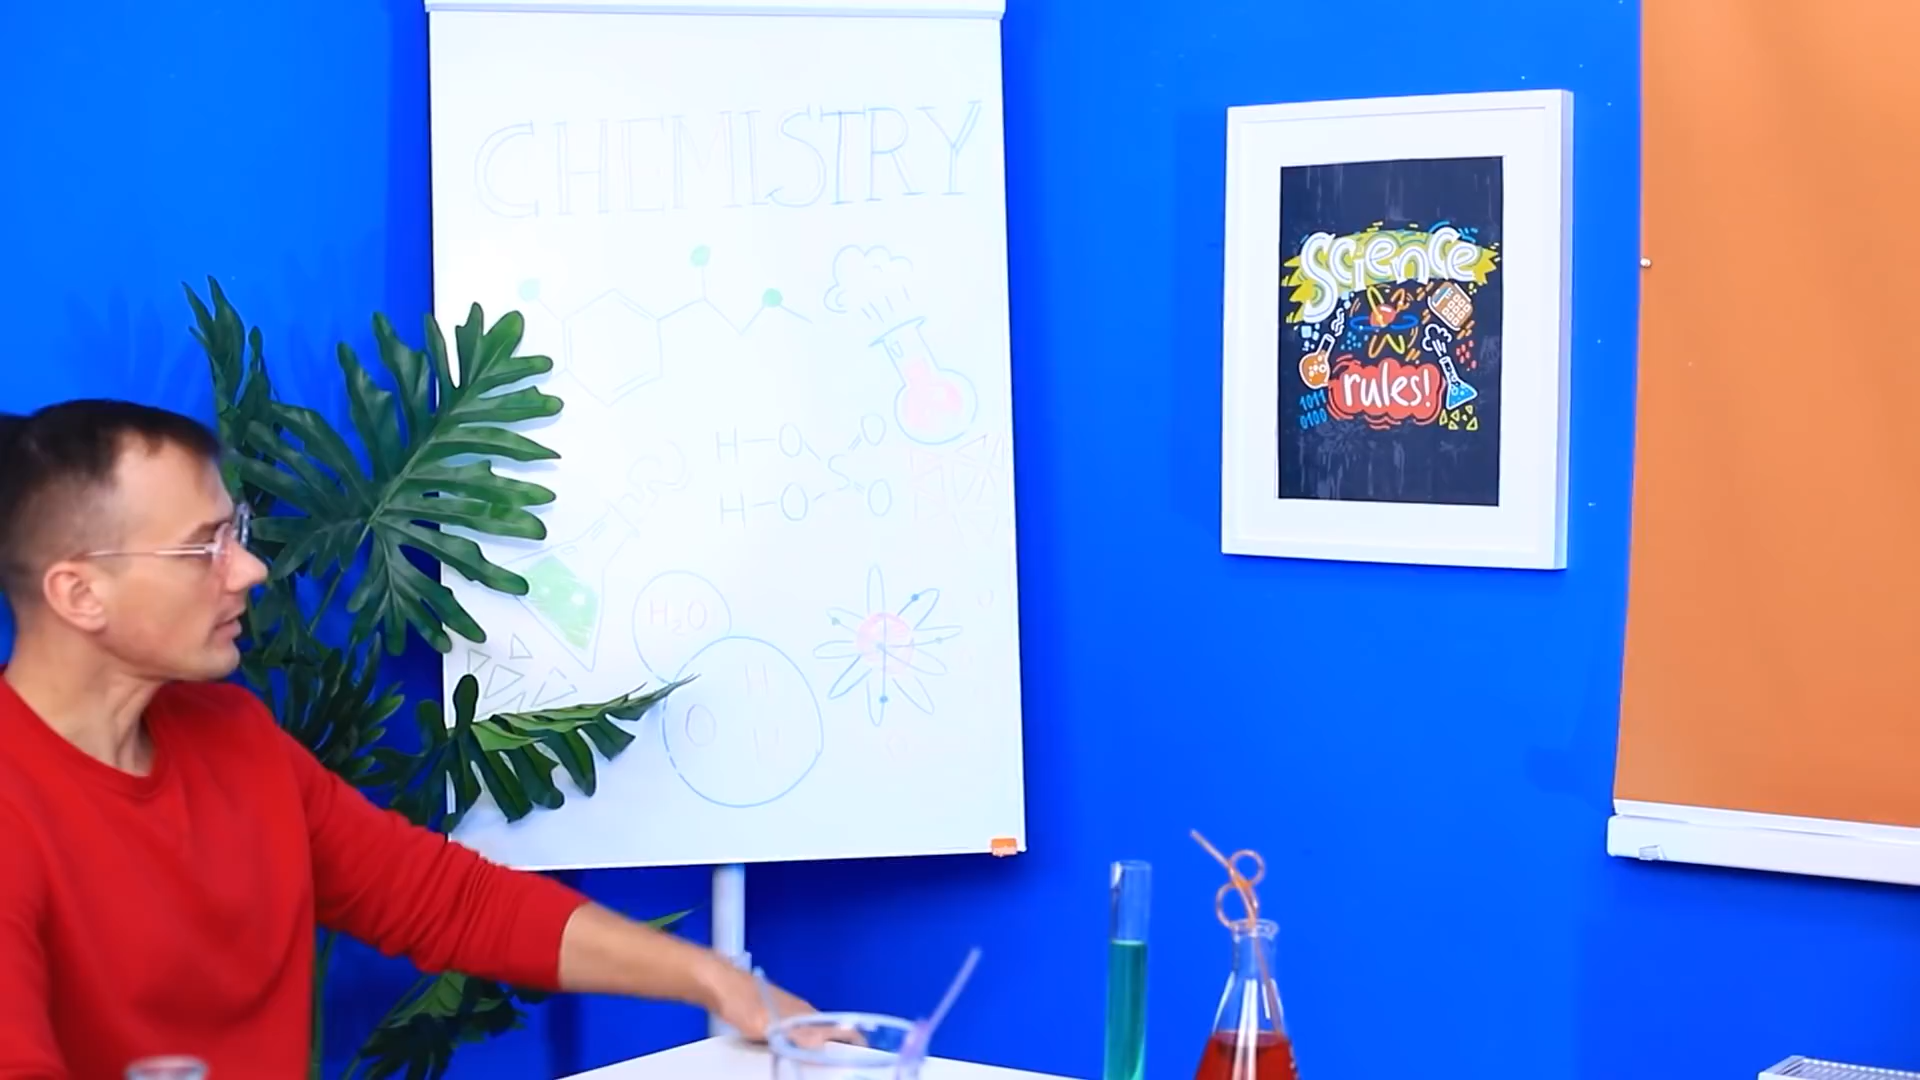 CHEMISTRY
H-O O
S
H-O O
H₂O
H
O
H
Science
rules!
1011
0100